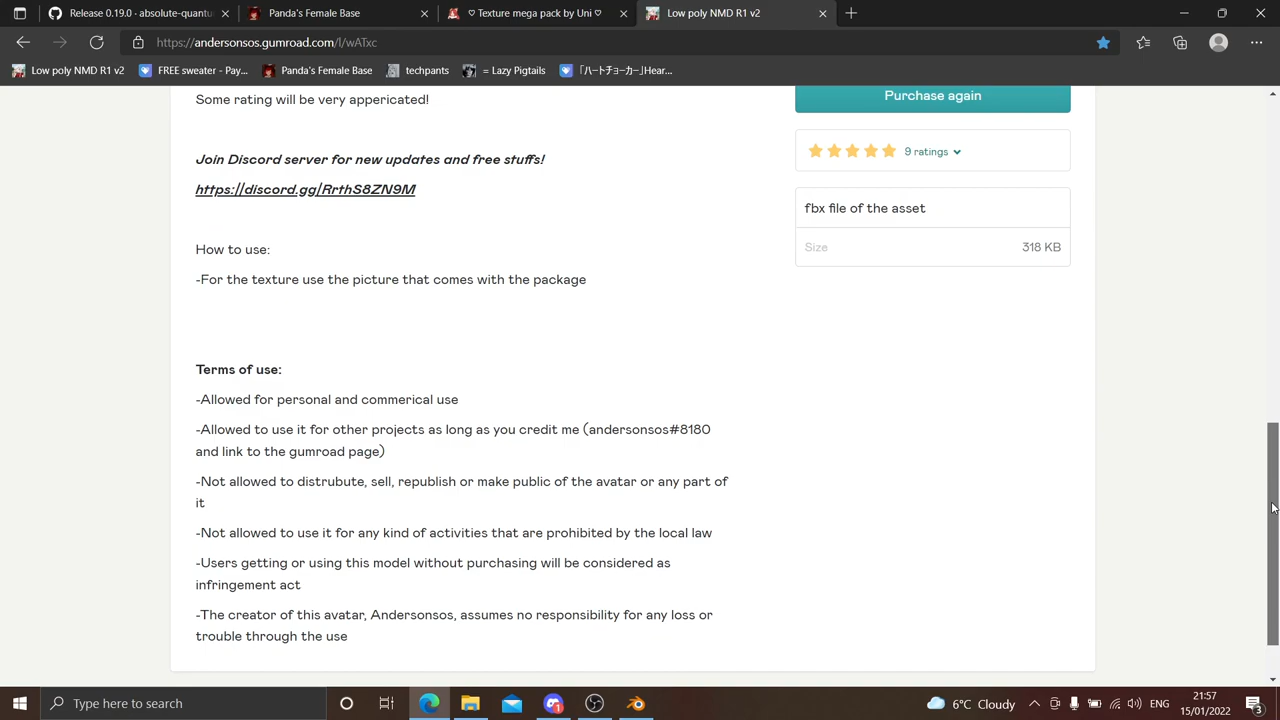 Release 0.19.0 · absolute-quantu
Panda's Female Base
♡ Texture mega pack by Uni ♡
Low poly NMD R1 v2
https://andersonsos.gumroad.com/l/wATxc
Low poly NMD R1 v2
FREE sweater - Pay...
Panda's Female Base
techpants
= Lazy Pigtails
「ハートチョーカー」Hear...
Some rating will be very appericated!
Purchase again
9 ratings
Join Discord server for new updates and free stuffs!
https://discord.gg/RrthS8ZN9M
fbx file of the asset
Size
318 KB
How to use:
-For the texture use the picture that comes with the package
Terms of use:
-Allowed for personal and commerical use
-Allowed to use it for other projects as long as you credit me (andersonsos#8180
and link to the gumroad page)
-Not allowed to distrubute, sell, republish or make public of the avatar or any part of
it
-Not allowed to use it for any kind of activities that are prohibited by the local law
-Users getting or using this model without purchasing will be considered as
infringement act
-The creator of this avatar, Andersonsos, assumes no responsibility for any loss or
trouble through the use
Type here to search
1
6°C Cloudy
21:57
15/01/2022
3